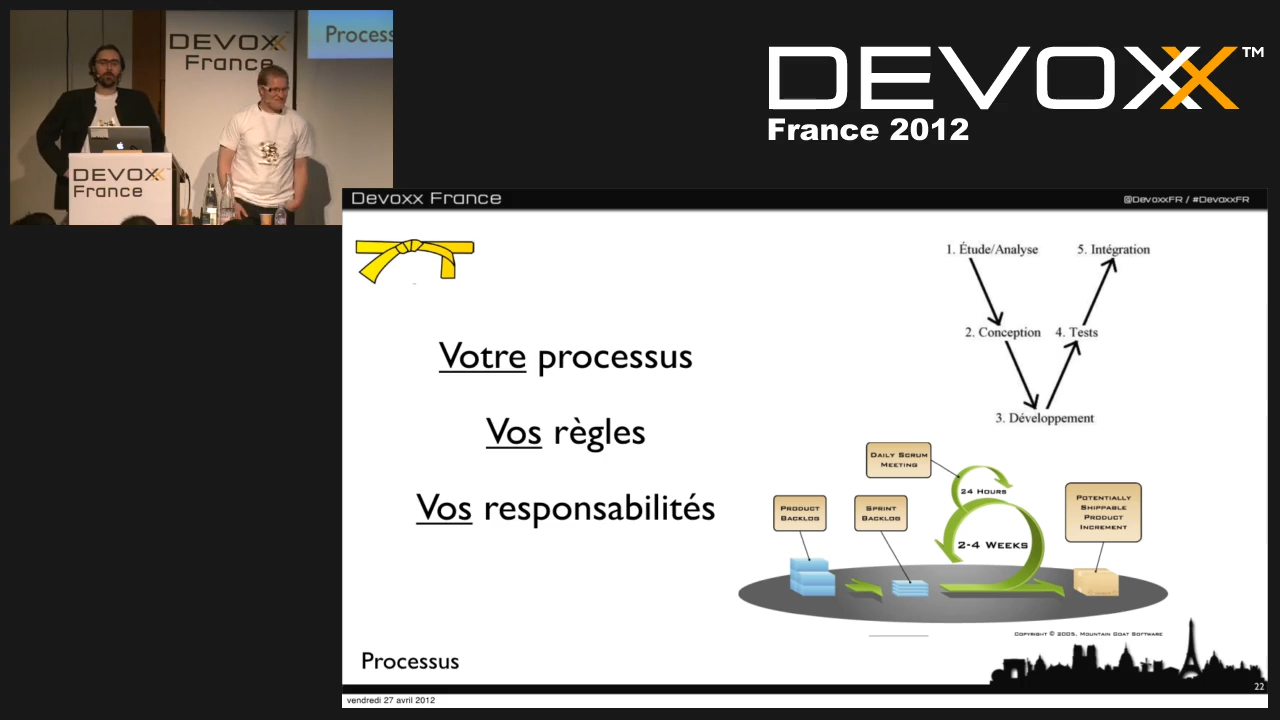 Process
DEVOXX
France
DEVOXX
France
DEVOXX™
France 2012
Devoxx France
@DevoxxFR / #DevoxxFR
1. Étude/Analyse
5. Intégration
2. Conception
4. Tests
3. Développement
Votre processus
Vos règles
Vos responsabilités
DAILY SCRUM
MEETING
24 HOURS
PRODUCT
BACKLOG
SPRINT
BACKLOG
2-4 WEEKS
POTENTIALLY
SHIPPABLE
PRODUCT
INCREMENT
COPYRIGHT © 2005, MOUNTAIN GOAT SOFTWARE
Processus
22
vendredi 27 avril 2012